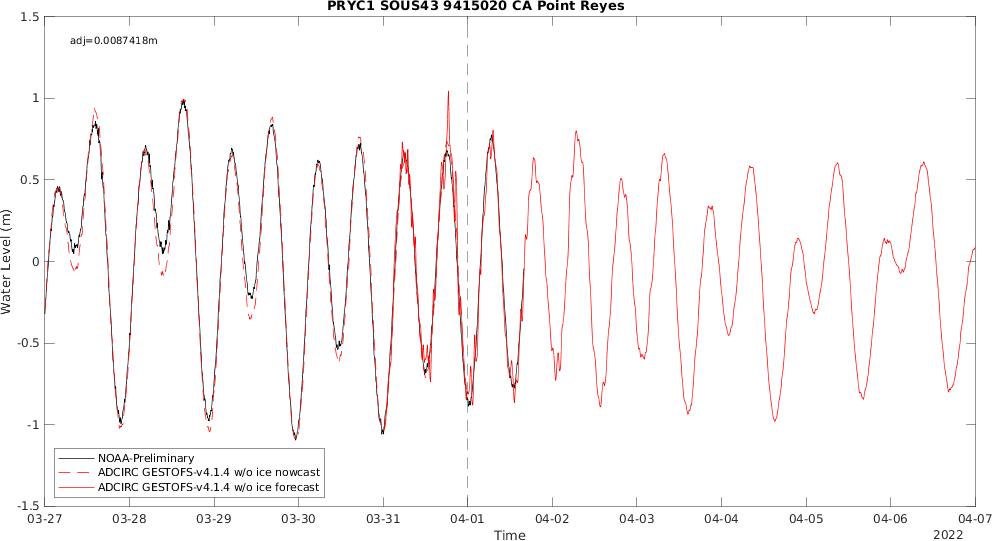 PRYC1 SOUS43 9415020 CA Point Reyes
1.5
adj=0.0087418m
1
0.5
0
-0.5
-1
-1.5
Water Level (m)
NOAA-Preliminary
ADCIRC GESTOFS-v4.1.4 w/o ice nowcast
ADCIRC GESTOFS-v4.1.4 w/o ice forecast
03-27 03-28 03-29 03-30 03-31 04-01 04-02 04-03 04-04 04-05 04-06 04-07
Time
2022